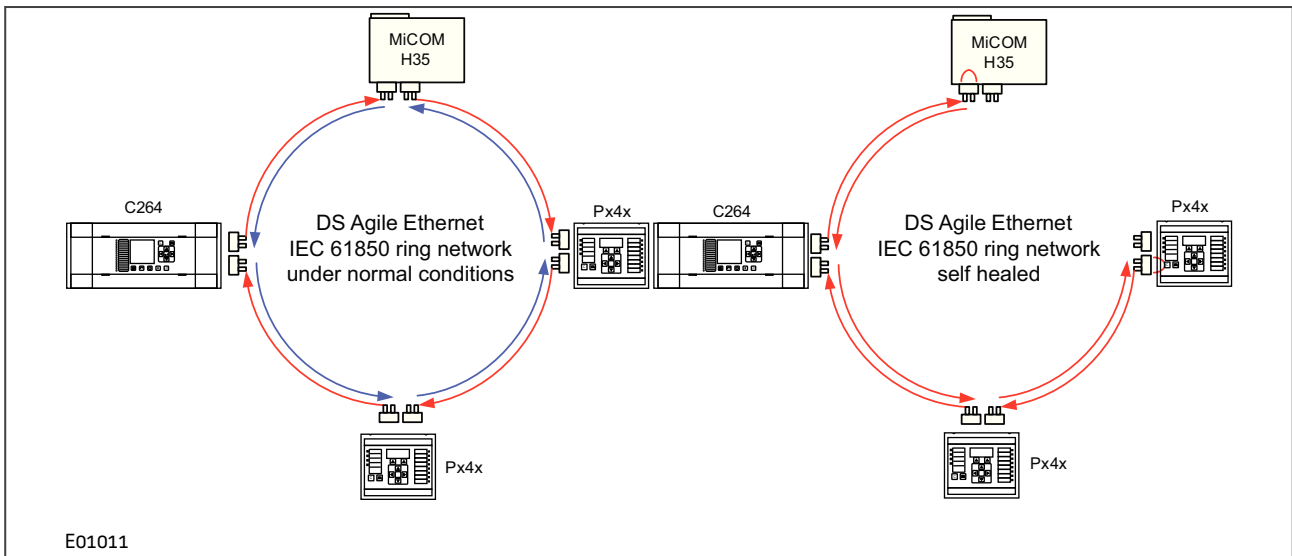 MiCOM
H35
C264
DS Agile Ethernet
IEC 61850 ring network
under normal conditions
Px4x
Px4x
MiCOM
H35
C264
DS Agile Ethernet
IEC 61850 ring network
self healed
Px4x
Px4x
E01011